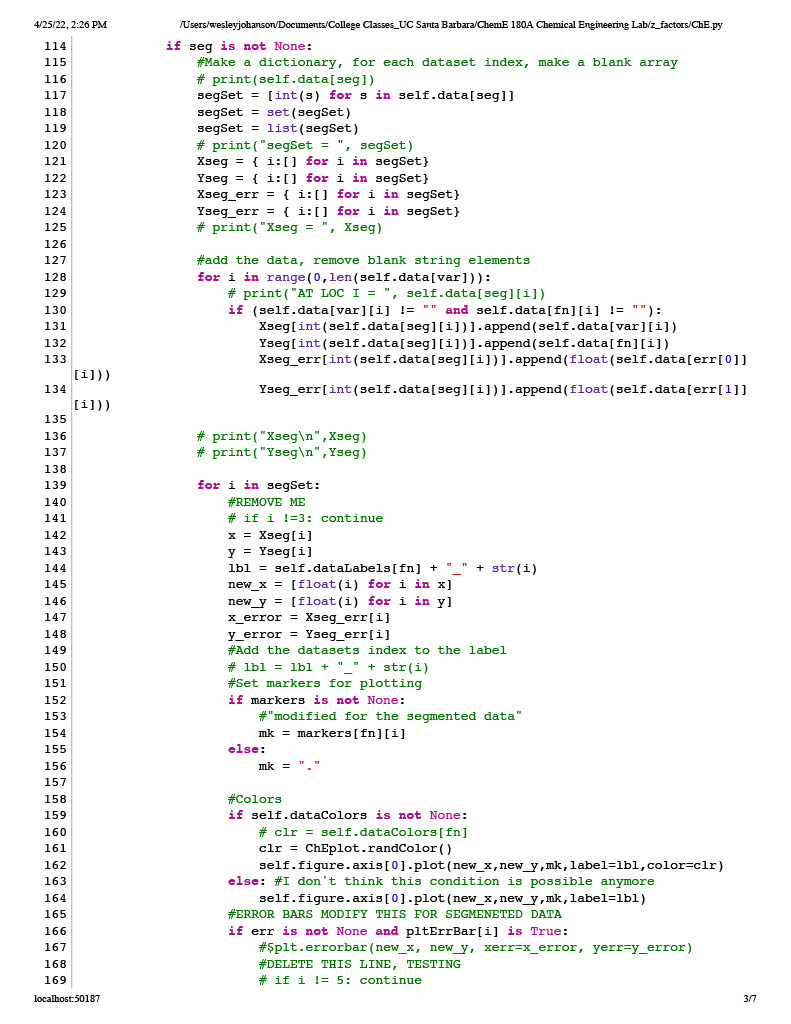 4/25/22, 2:26 PM /Users/wesleyjohanson/Documents/College Classes_UC Santa Barbara/ChemE 180A Chemical Engineering Lab/z_factors/ChE.py
114 if seg is not None:
115 #Make a dictionary, for each dataset index, make a blank array
116 # print(self.data[seg])
117 segSet = [int(s) for s in self.data[seg]]
118 segSet = set(segSet)
119 segSet = list(segSet)
120 # print("segSet = ", segSet)
121 Xseg = { i:[] for i in segSet}
122 Yseg = { i:[] for i in segSet}
123 Xseg_err = { i:[] for i in segSet}
124 Yseg_err = { i:[] for i in segSet}
125 # print("Xseg = ", Xseg)
126
127 #add the data, remove blank string elements
128 for i in range(0,len(self.data[var])):
129 # print("AT LOC I = ", self.data[seg][i])
130 if (self.data[var][i] != "" and self.data[fn][i] != ""):
131 Xseg[int(self.data[seg][i])].append(self.data[var][i])
132 Yseg[int(self.data[seg][i])].append(self.data[fn][i])
133 Xseg_err[int(self.data[seg][i])].append(float(self.data[err[0]]
[i]))
134 Yseg_err[int(self.data[seg][i])].append(float(self.data[err[1]]
[i]))
135
136 # print("Xseg\n",Xseg)
137 # print("Yseg\n",Yseg)
138
139 for i in segSet:
140 #REMOVE ME
141 # if i !=3: continue
142 x = Xseg[i]
143 y = Yseg[i]
144 lbl = self.dataLabels[fn] + "_" + str(i)
145 new_x = [float(i) for i in x]
146 new_y = [float(i) for i in y]
147 x_error = Xseg_err[i]
148 y_error = Yseg_err[i]
149 #Add the datasets index to the label
150 # lbl = lbl + "_" + str(i)
151 #Set markers for plotting
152 if markers is not None:
153 #"modified for the segmented data"
154 mk = markers[fn][i]
155 else:
156 mk = "."
157
158 #Colors
159 if self.dataColors is not None:
160 # clr = self.dataColors[fn]
161 clr = ChEplot.randColor()
162 self.figure.axis[0].plot(new_x,new_y,mk,label=lbl,color=clr)
163 else: #I don't think this condition is possible anymore
164 self.figure.axis[0].plot(new_x,new_y,mk,label=lbl)
165 #ERROR BARS MODIFY THIS FOR SEGMENETED DATA
166 if err is not None and pltErrBar[i] is True:
167 #$plt.errorbar(new_x, new_y, xerr=x_error, yerr=y_error)
168 #DELETE THIS LINE, TESTING
169 # if i != 5: continue
localhost:50187 3/7